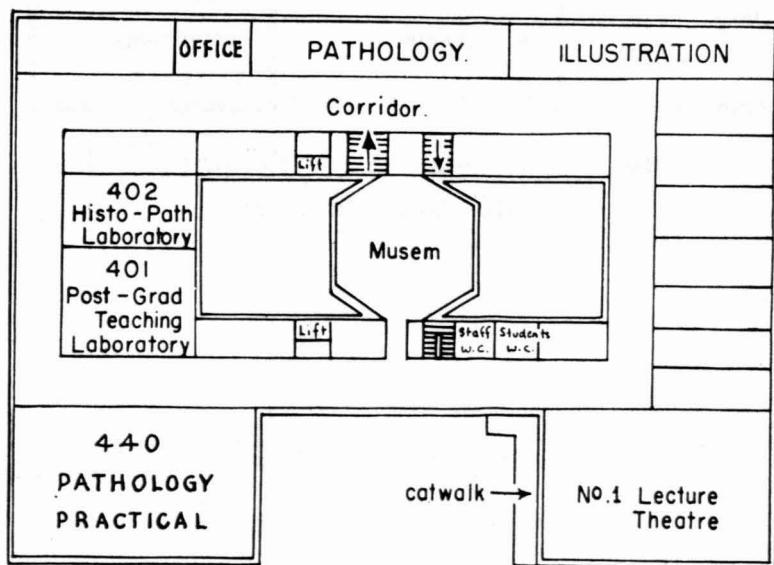 OFFICE
PATHOLOGY.
ILLUSTRATION
Corridor.
Lift
402
Histo-Path
Laboratory
Musem
401
Post-Grad
Teaching
Laboratory
Lift
Staff
W.C.
Students
W.C.
440
PATHOLOGY
PRACTICAL
catwalk
Nº.1 Lecture
Theatre